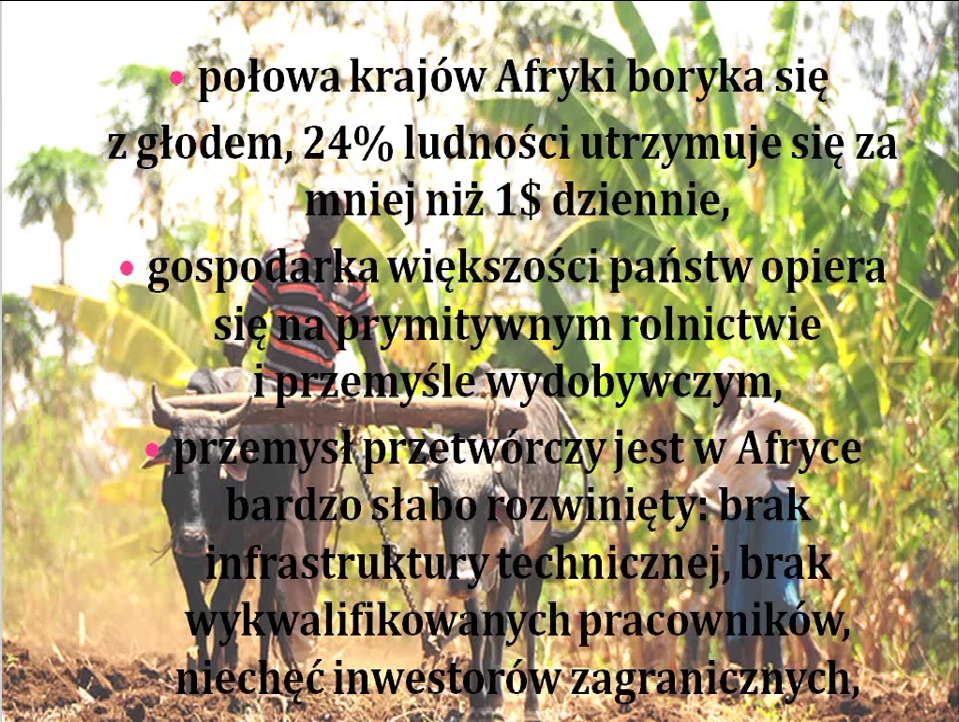 • połowa krajów Afryki boryka się
z głodem, 24% ludności utrzymuje się za
mniej niż 1$ dziennie,
• gospodarka większości państw opiera
się na prymitywnym rolnictwie
i przemyśle wydobywczym,
• przemysł przetwórczy jest w Afryce
bardzo słabo rozwinięty: brak
infrastruktury technicznej, brak
wykwalifikowanych pracowników,
niechęć inwestorów zagranicznych,